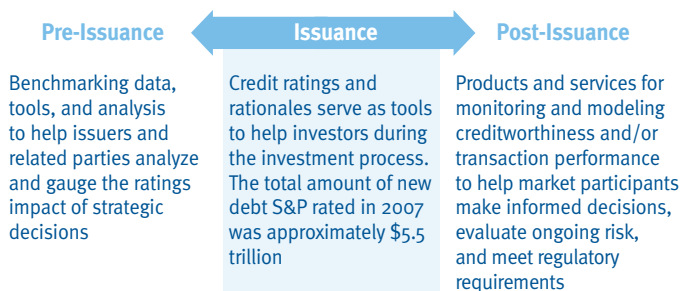 Pre-Issuance
Issuance
Post-Issuance
Benchmarking data,
tools, and analysis
to help issuers and
related parties analyze
and gauge the ratings
impact of strategic
decisions
Credit ratings and
rationales serve as tools
to help investors during
the investment process.
The total amount of new
debt S&P rated in 2007
was approximately $5.5
trillion
Products and services for
monitoring and modeling
creditworthiness and/or
transaction performance
to help market participants
make informed decisions,
evaluate ongoing risk,
and meet regulatory
requirements